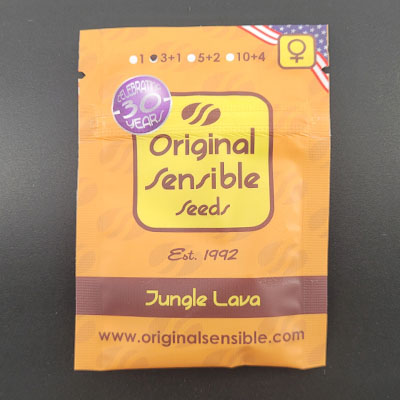 1 3+1 5+2 10+4
CELEBRATING
30
YEARS
Original
Sensible
Seeds
Est. 1992
Jungle Lava
www.originalsensible.com